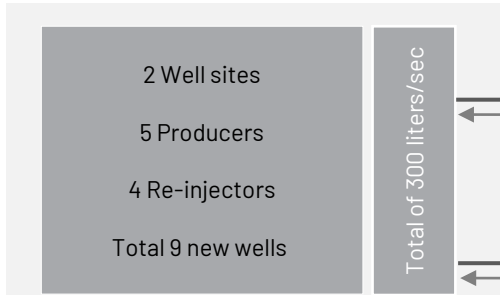 2 Well sites
5 Producers
4 Re-injectors
Total 9 new wells
Total of 300 liters/sec